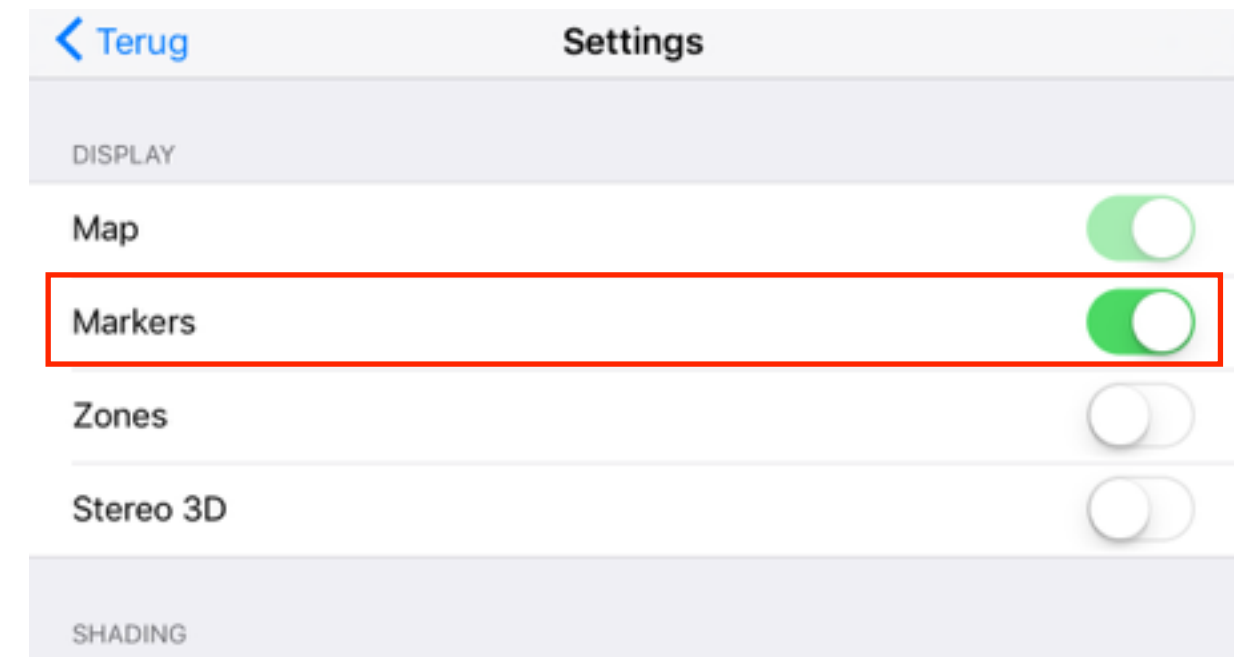 Terug
Settings
DISPLAY
Map
Markers
Zones
Stereo 3D
SHADING